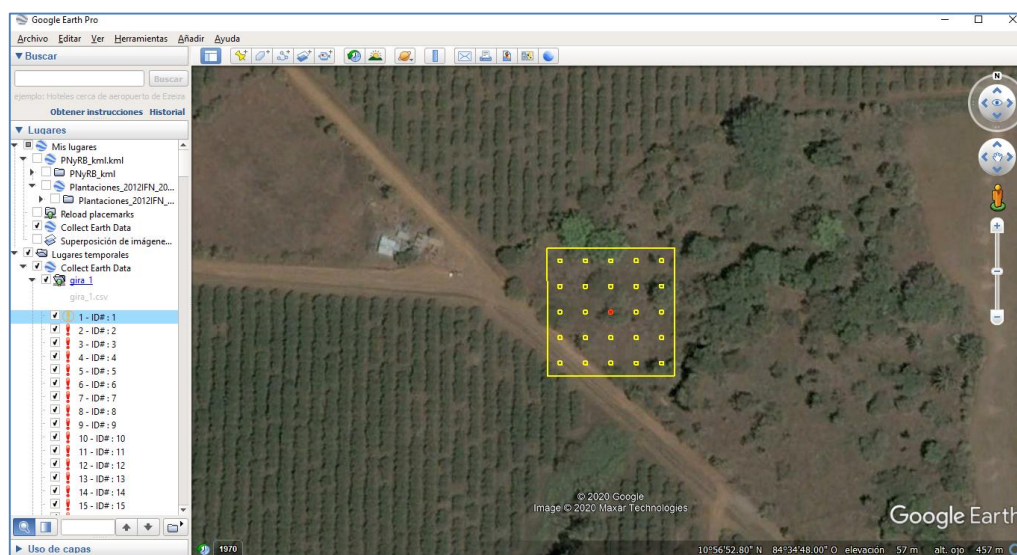 Google Earth Pro
Archivo Editar Ver Herramientas Añadir Ayuda
Buscar
Buscar
ejemplo: Hoteles cerca de aeropuerto de Ezeiza
Obtener instrucciones Historial
Lugares
Mis lugares
PNyRB_kml.kml
PNyRB_kml
Plantaciones_2012IFN_20...
Plantaciones_2012IFN_...
Reload placemarks
Collect Earth Data
Superposición de imágene...
Lugares temporales
Collect Earth Data
gira_1
gira_1.csv
1 - ID# : 1
2 - ID# : 2
3 - ID# : 3
4 - ID# : 4
5 - ID# : 5
6 - ID# : 6
7 - ID# : 7
8 - ID# : 8
9 - ID# : 9
10 - ID# : 10
11 - ID# : 11
12 - ID# : 12
13 - ID# : 13
14 - ID# : 14
15 - ID# : 15
Uso de capas
N
© 2020 Google
Image © 2020 Maxar Technologies
Google Earth
1970
10°56'52.80" N 84°34'48.00" O elevación 57 m alt. ojo 457 m